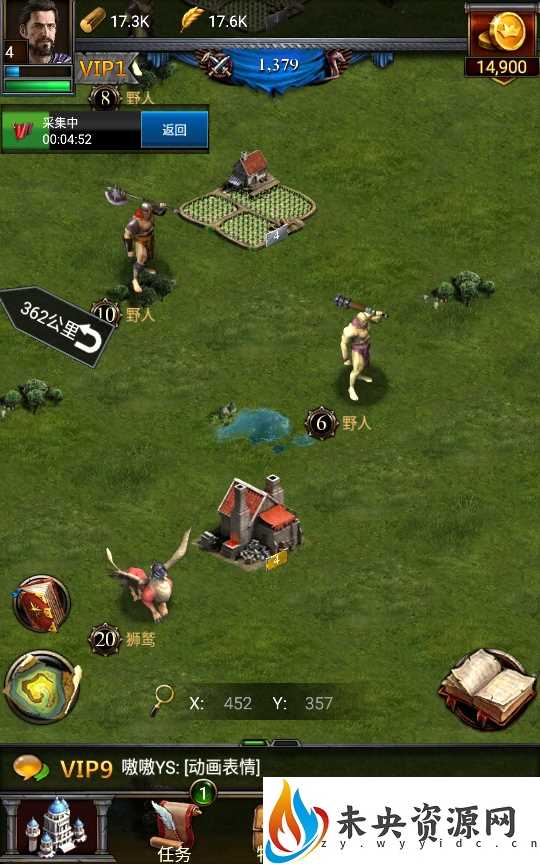 17.3K
17.6K
4
VIP1
1,379
14,900
8 野人
采集中
00:04:52
返回
4
362公里
10 野人
6 野人
4
20 狮鹫
X: 452 Y: 357
VIP9 嗷嗷YS: [动画表情]
1
任务
未央资源网
zy.wyyidc.cn